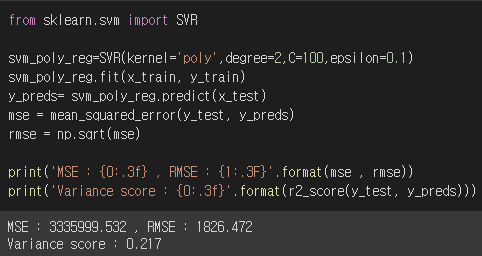 from sklearn.svm import SVR
svm_poly_reg=SVR(kernel='poly',degree=2,C=100,epsilon=0.1)
svm_poly_reg.fit(x_train, y_train)
y_preds= svm_poly_reg.predict(x_test)
mse = mean_squared_error(y_test, y_preds)
rmse = np.sqrt(mse)
print('MSE : {0:.3f} , RMSE : {1:.3F}'.format(mse , rmse))
print('Variance score : {0:.3f}'.format(r2_score(y_test, y_preds)))
MSE : 3335999.532 , RMSE : 1826.472
Variance score : 0.217